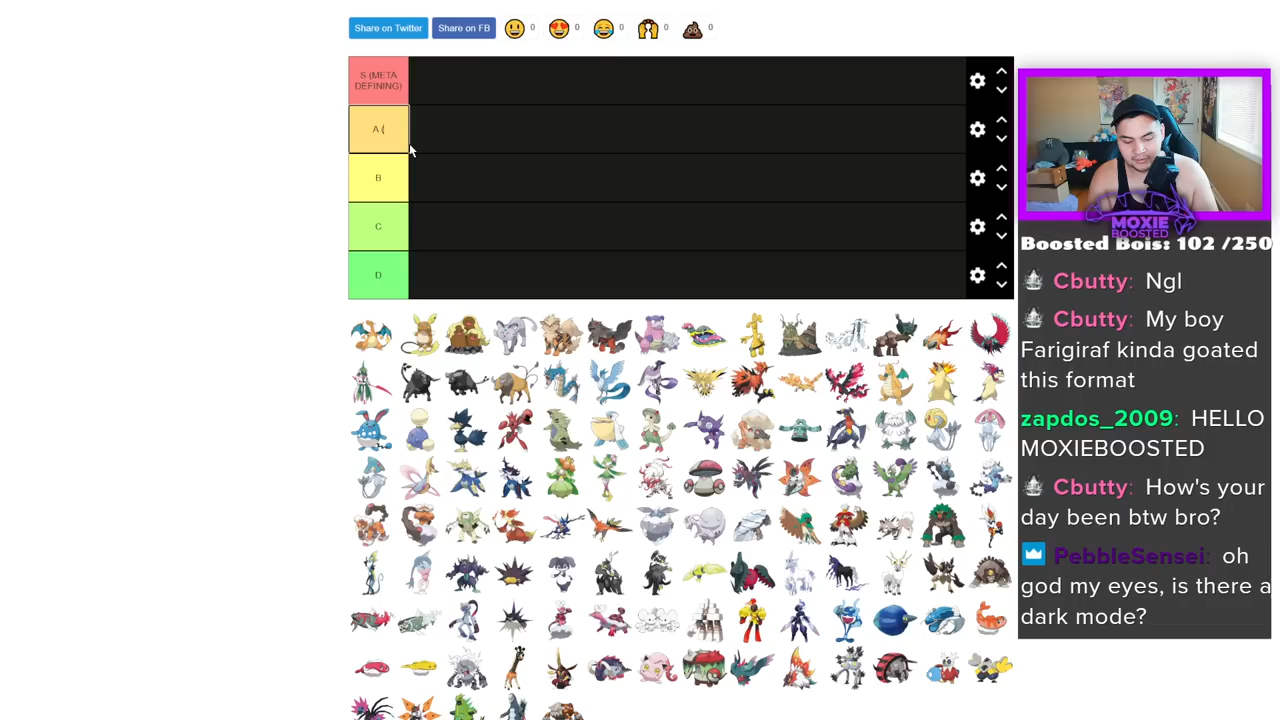 Share on Twitter Share on FB 0 0 0 0 0
S (META
DEFINING)
A (
B
C
D
MOXIE
BOOSTED
Boosted Bois: 102 /250
Cbutty: Ngl
Cbutty: My boy
Farigiraf kinda goated
this format
zapdos_2009: HELLO
MOXIEBOOSTED
Cbutty: How's your
day been btw bro?
PebbleSensei: oh
god my eyes, is there a
dark mode?